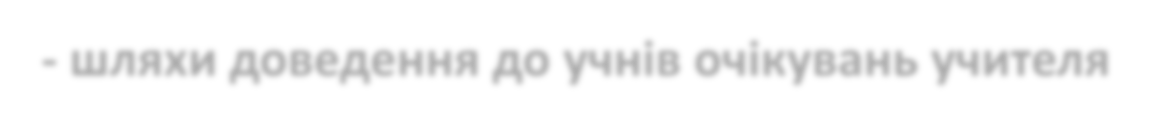 - шляхи доведення до учнів очікувань учителя